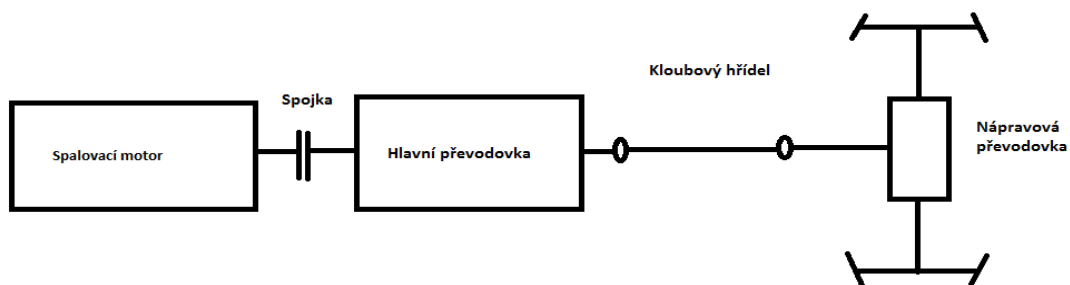 Spalovací motor
Spojka
Hlavní převodovka
Kloubový hřídel
Nápravová
převodovka